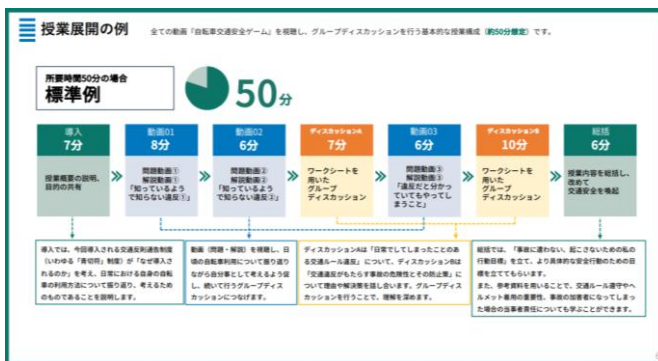 授業展開の例
全ての動画「自転車交通安全ゲーム」を視聴し、グループディスカッションを行う基本的な授業構成（約50分想定）です。
所要時間50分の場合
標準例
50分
導入
7分
授業概要の説明、
目的の共有
動画01
8分
問題動画①
解説動画①
「知っているよう
で知らない違反①」
動画02
6分
問題動画②
解説動画②
「知っているよう
で知らない違反②」
ディスカッションA
7分
ワークシートを
用いた
グループ
ディスカッション
動画03
6分
問題動画③
解説動画③
「違反だと分かっ
ていてもやってし
まうこと」
ディスカッションB
10分
ワークシートを
用いた
グループ
ディスカッション
総括
6分
授業内容を総括し、
改めて
交通安全を喚起
導入では、今回導入される交通反則通告制度
（いわゆる「青切符」制度）が「なぜ導入さ
れるのか」を考え、日常における自身の自転
車の利用方法について振り返り、考えるため
のものであることを説明します。
動画（問題・解説）を視聴し、日
頃の自転車利用について振り返り
ながら自分事として考えるよう促
し、続いて行うグループディスカ
ッションにつなげます。
ディスカッションAは「日常でしてしまったことのあ
る交通ルール違反」について、ディスカッションBは
「交通違反がもたらす事故の危険性とその防止策」に
ついて理由や解決策を話し合います。グループディス
カッションを行うことで、理解を深めます。
総括では、「事故に遭わない、起こさないための私の
行動目標」を立て、より具体的な安全行動のための目
標を立ててもらいます。
また、参考資料を用いることで、交通ルール遵守やヘ
ルメット着用の重要性、事故の加害者になってしまっ
た場合の当事者責任についても学ぶことができます。